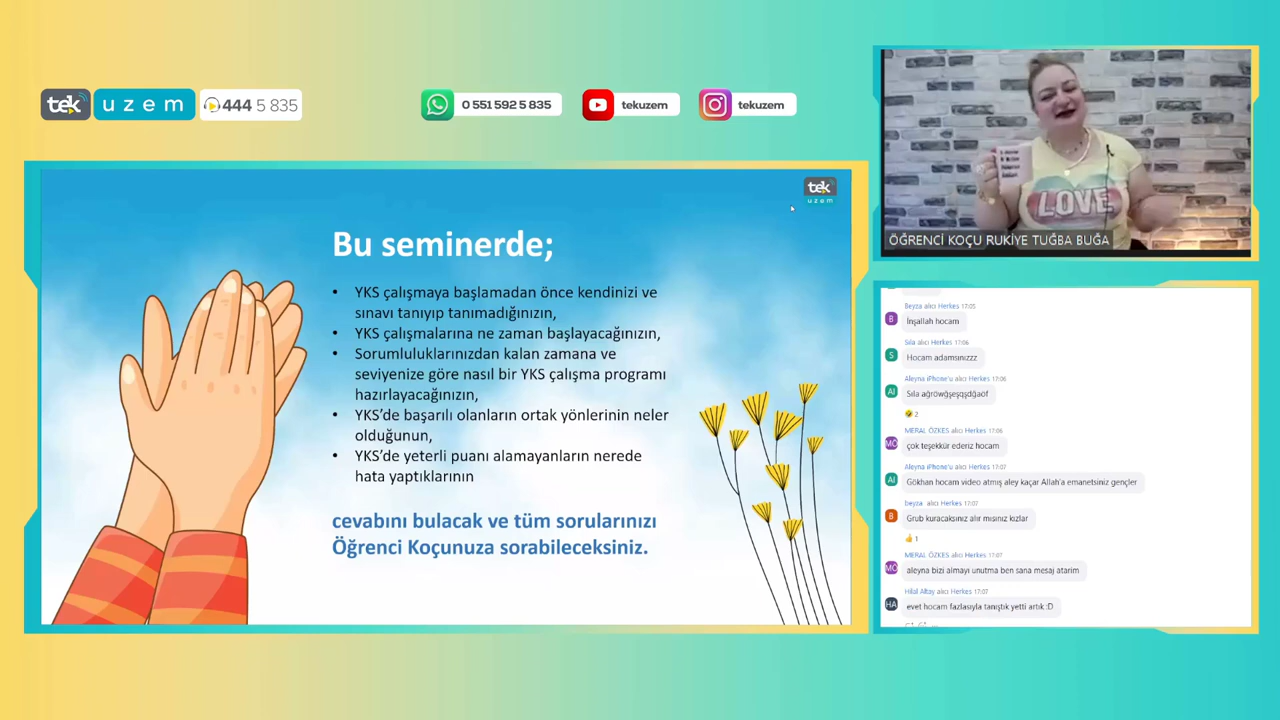 tek
uzem
444 5 835
0 551 592 5 835
tekuzem
tekuzem
tek
uzem
Bu seminerde;
• YKS çalışmaya başlamadan önce kendinizi ve
sınavı tanıyıp tanımadığınızın,
• YKS çalışmalarına ne zaman başlayacağınızın,
• Sorumluluklarınızdan kalan zamana ve
seviyenize göre nasıl bir YKS çalışma programı
hazırlayacağınızın,
• YKS’de başarılı olanların ortak yönlerinin neler
olduğunun,
• YKS’de yeterli puanı alamayanların nerede
hata yaptıklarının
cevabını bulacak ve tüm sorularınızı
Öğrenci Koçunuza sorabileceksiniz.
LOVE
ÖĞRENCİ KOÇU RUKİYE TUĞBA BUĞA
Beyza alıcı Herkes 17:05
B
İnşallah hocam
Sıla alıcı Herkes 17:06
S
Hocam adamsınızzz
Aleyna iPhone'u alıcı Herkes 17:06
AI
Sıla ağröwğşeşqşdğaöf
2
MERAL ÖZKES alıcı Herkes 17:06
MÖ
çok teşekkür ederiz hocam
Aleyna iPhone'u alıcı Herkes 17:07
AI
Gökhan hocam video atmış aley kaçar Allah'a emanetsiniz gençler
beyza alıcı Herkes 17:07
B
Grub kuracaksınız alır mısınız kızlar
1
MERAL ÖZKES alıcı Herkes 17:07
MÖ
aleyna bizi almayı unutma ben sana mesaj atarim
Hilal Altay alıcı Herkes 17:07
HA
evet hocam fazlasıyla tanıştık yetti artık :D